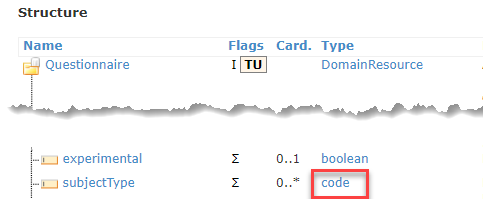 Structure
Name Flags Card. Type
Questionnaire I TU DomainResource
experimental Σ 0..1 boolean
subjectType Σ 0..* code